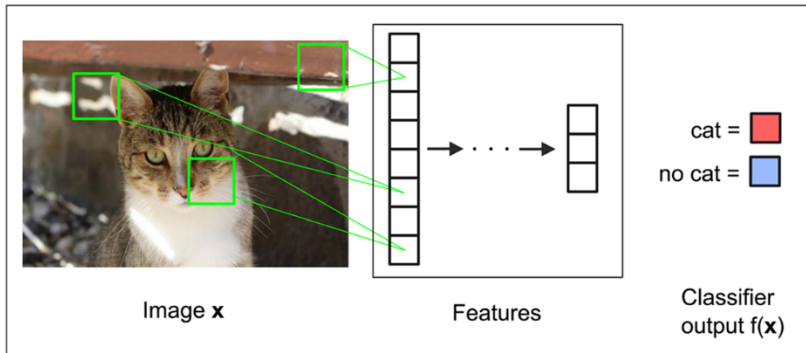 cat =
no cat =
Image x
Features
Classifier
output f(x)